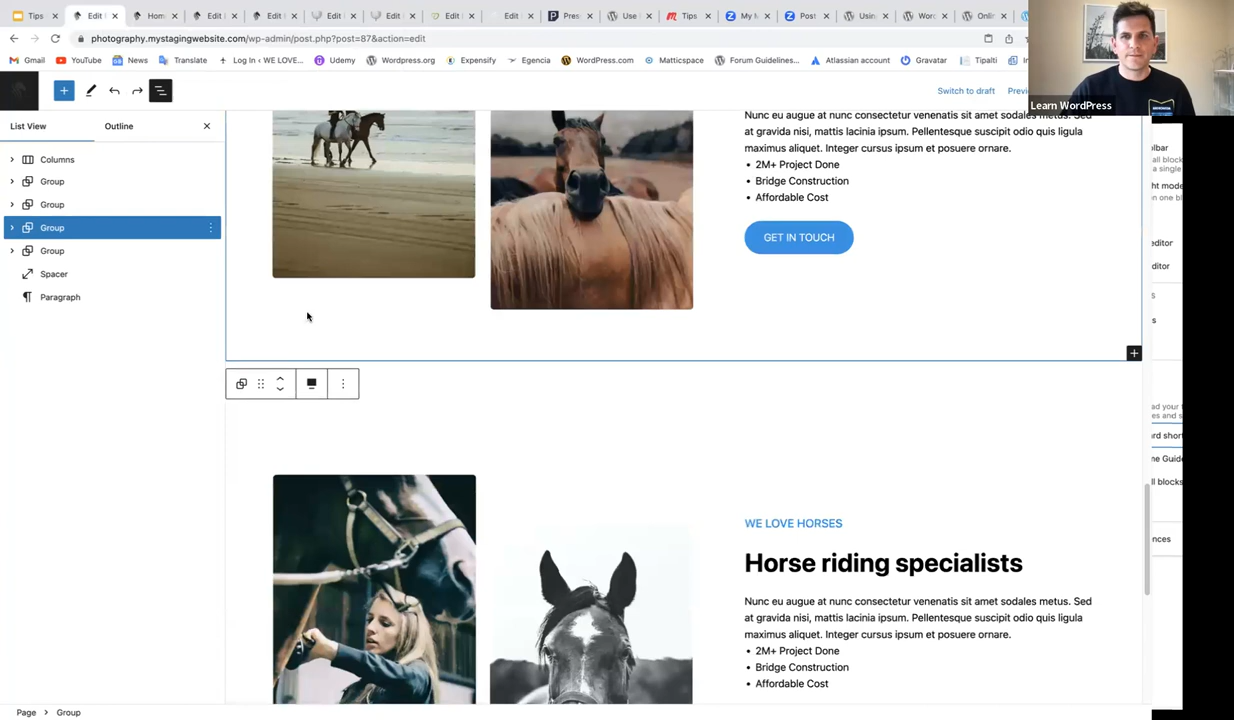 Tips
Edit
Hom
Edit
Edit
Edit
Edit
Edit
Edit
Pres
Use
Tips
My M
Post
Usin
Word
Onlin
photography.mystagingwebsite.com/wp-admin/post.php?post=87&action=edit
Gmail
YouTube
News
Translate
Log In ‹ WE LOVE...
Udemy
Wordpress.org
Expensify
Egencia
WordPress.com
Matticspace
Forum Guidelines...
Atlassian account
Gravatar
Tipalti
Learn WordPress
Switch to draft
List View
Outline
Columns
Group
Group
Group
Group
Spacer
Paragraph
Nunc eu augue at nunc consectetur venenatis sit amet sodales metus. Sed
at gravida nisi, mattis lacinia ipsum. Pellentesque suscipit odio quis ligula
maximus aliquet. Integer cursus ipsum et posuere ornare.
• 2M+ Project Done
• Bridge Construction
• Affordable Cost
GET IN TOUCH
WE LOVE HORSES
Horse riding specialists
Nunc eu augue at nunc consectetur venenatis sit amet sodales metus. Sed
at gravida nisi, mattis lacinia ipsum. Pellentesque suscipit odio quis ligula
maximus aliquet. Integer cursus ipsum et posuere ornare.
• 2M+ Project Done
• Bridge Construction
• Affordable Cost
Page
Group